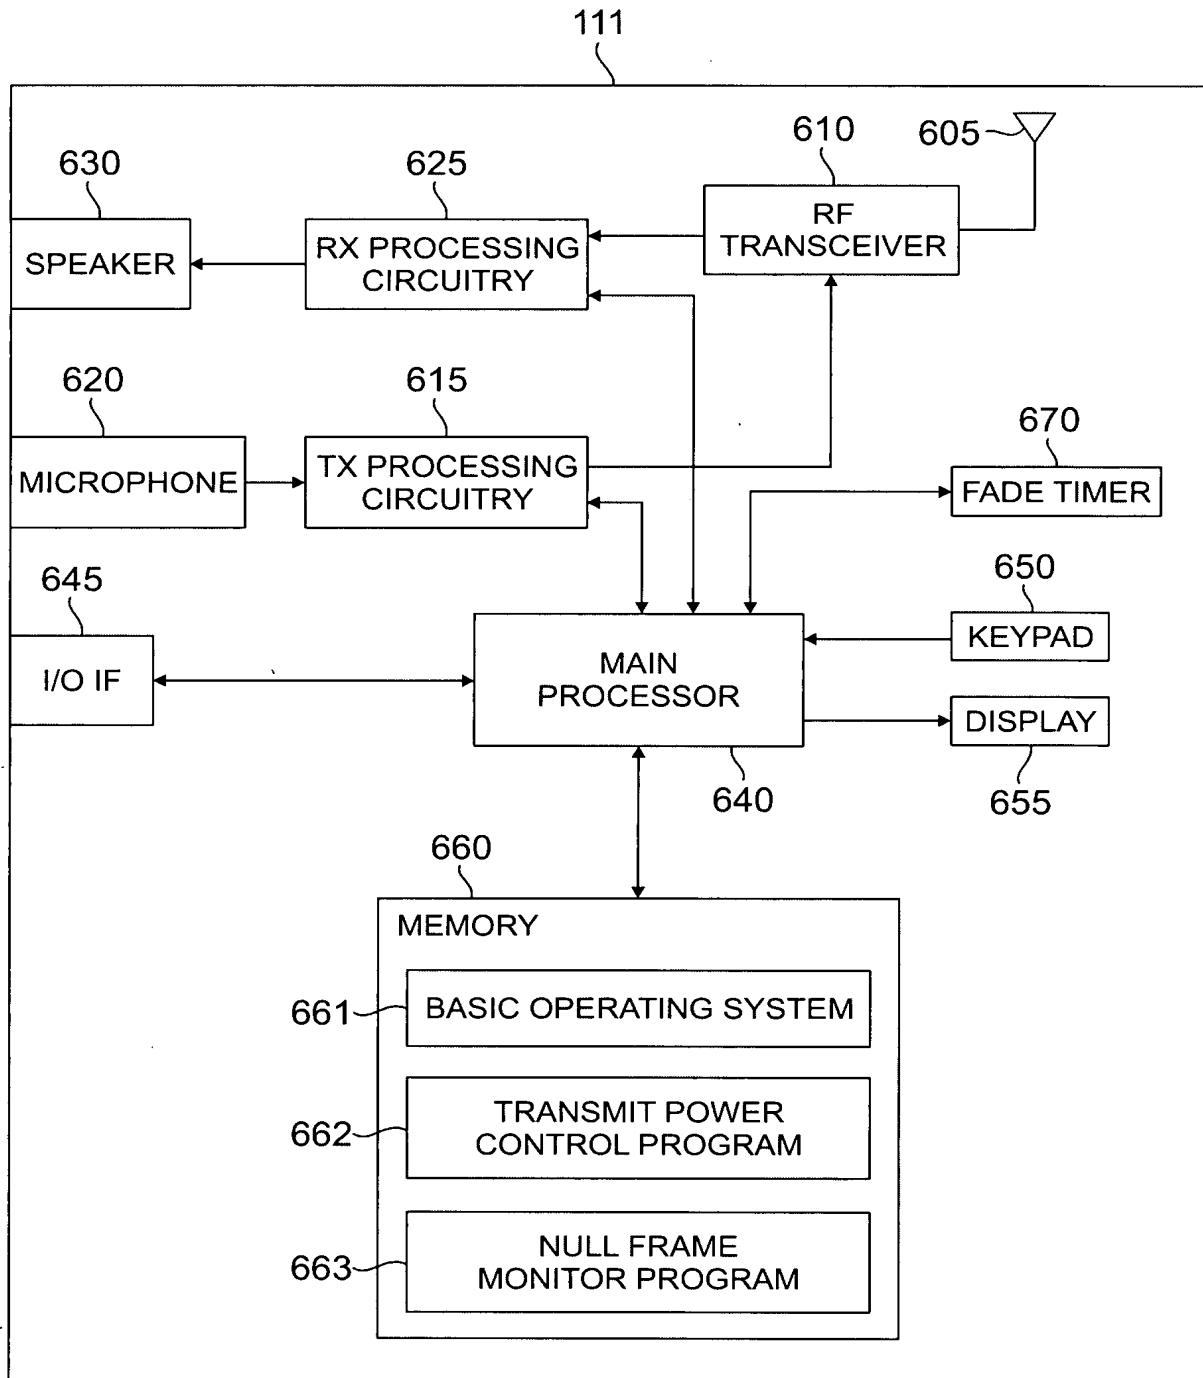 111
605
610
RF
TRANSCEIVER
630
625
SPEAKER
RX PROCESSING
CIRCUITRY
620
615
MICROPHONE
TX PROCESSING
CIRCUITRY
670
FADE TIMER
645
I/O IF
MAIN
PROCESSOR
640
650
KEYPAD
DISPLAY
655
660
MEMORY
661
BASIC OPERATING SYSTEM
662
TRANSMIT POWER
CONTROL PROGRAM
663
NULL FRAME
MONITOR PROGRAM